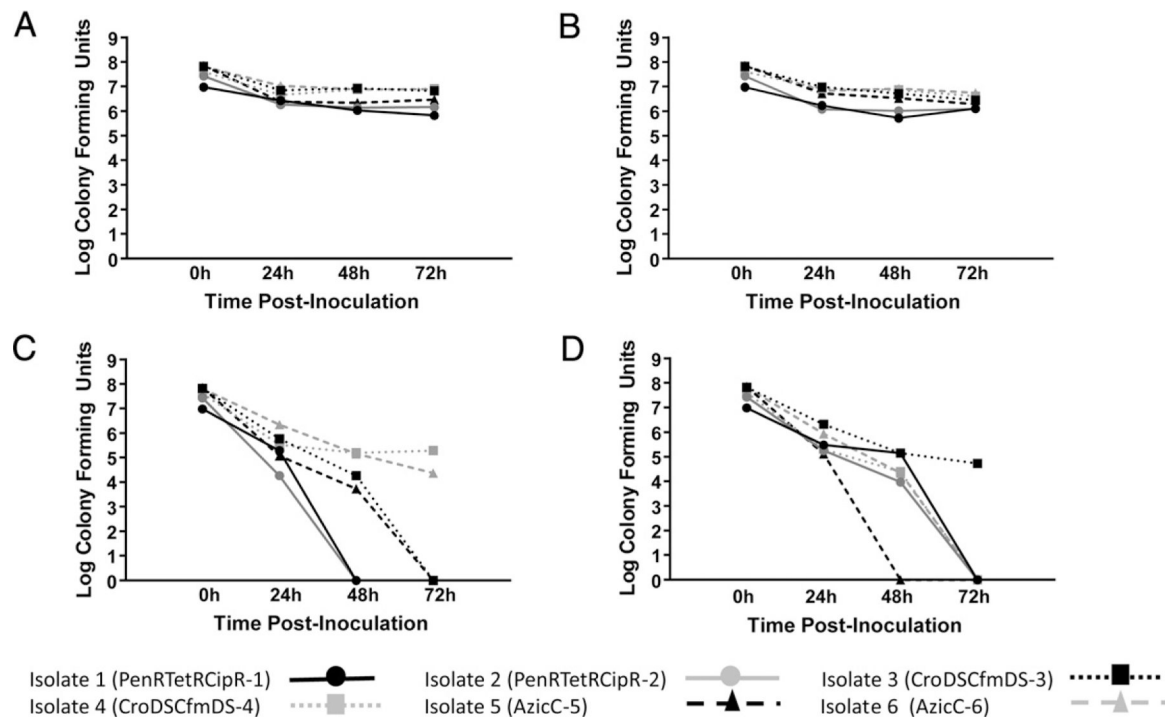 A
B
Log Colony Forming Units
9
8
7
6
5
4
3
2
1
0
0h 24h 48h 72h
Time Post-Inoculation
Log Colony Forming Units
9
8
7
6
5
4
3
2
1
0
0h 24h 48h 72h
Time Post-Inoculation
C
D
Log Colony Forming Units
9
8
7
6
5
4
3
2
1
0
0h 24h 48h 72h
Time Post-Inoculation
Log Colony Forming Units
9
8
7
6
5
4
3
2
1
0
0h 24h 48h 72h
Time Post-Inoculation
Isolate 1 (PenRTetRCipR-1) Isolate 2 (PenRTetRCipR-2) Isolate 3 (CroDSCfmDS-3)
Isolate 4 (CroDSCfmDS-4) Isolate 5 (AzicC-5) Isolate 6 (AzicC-6)